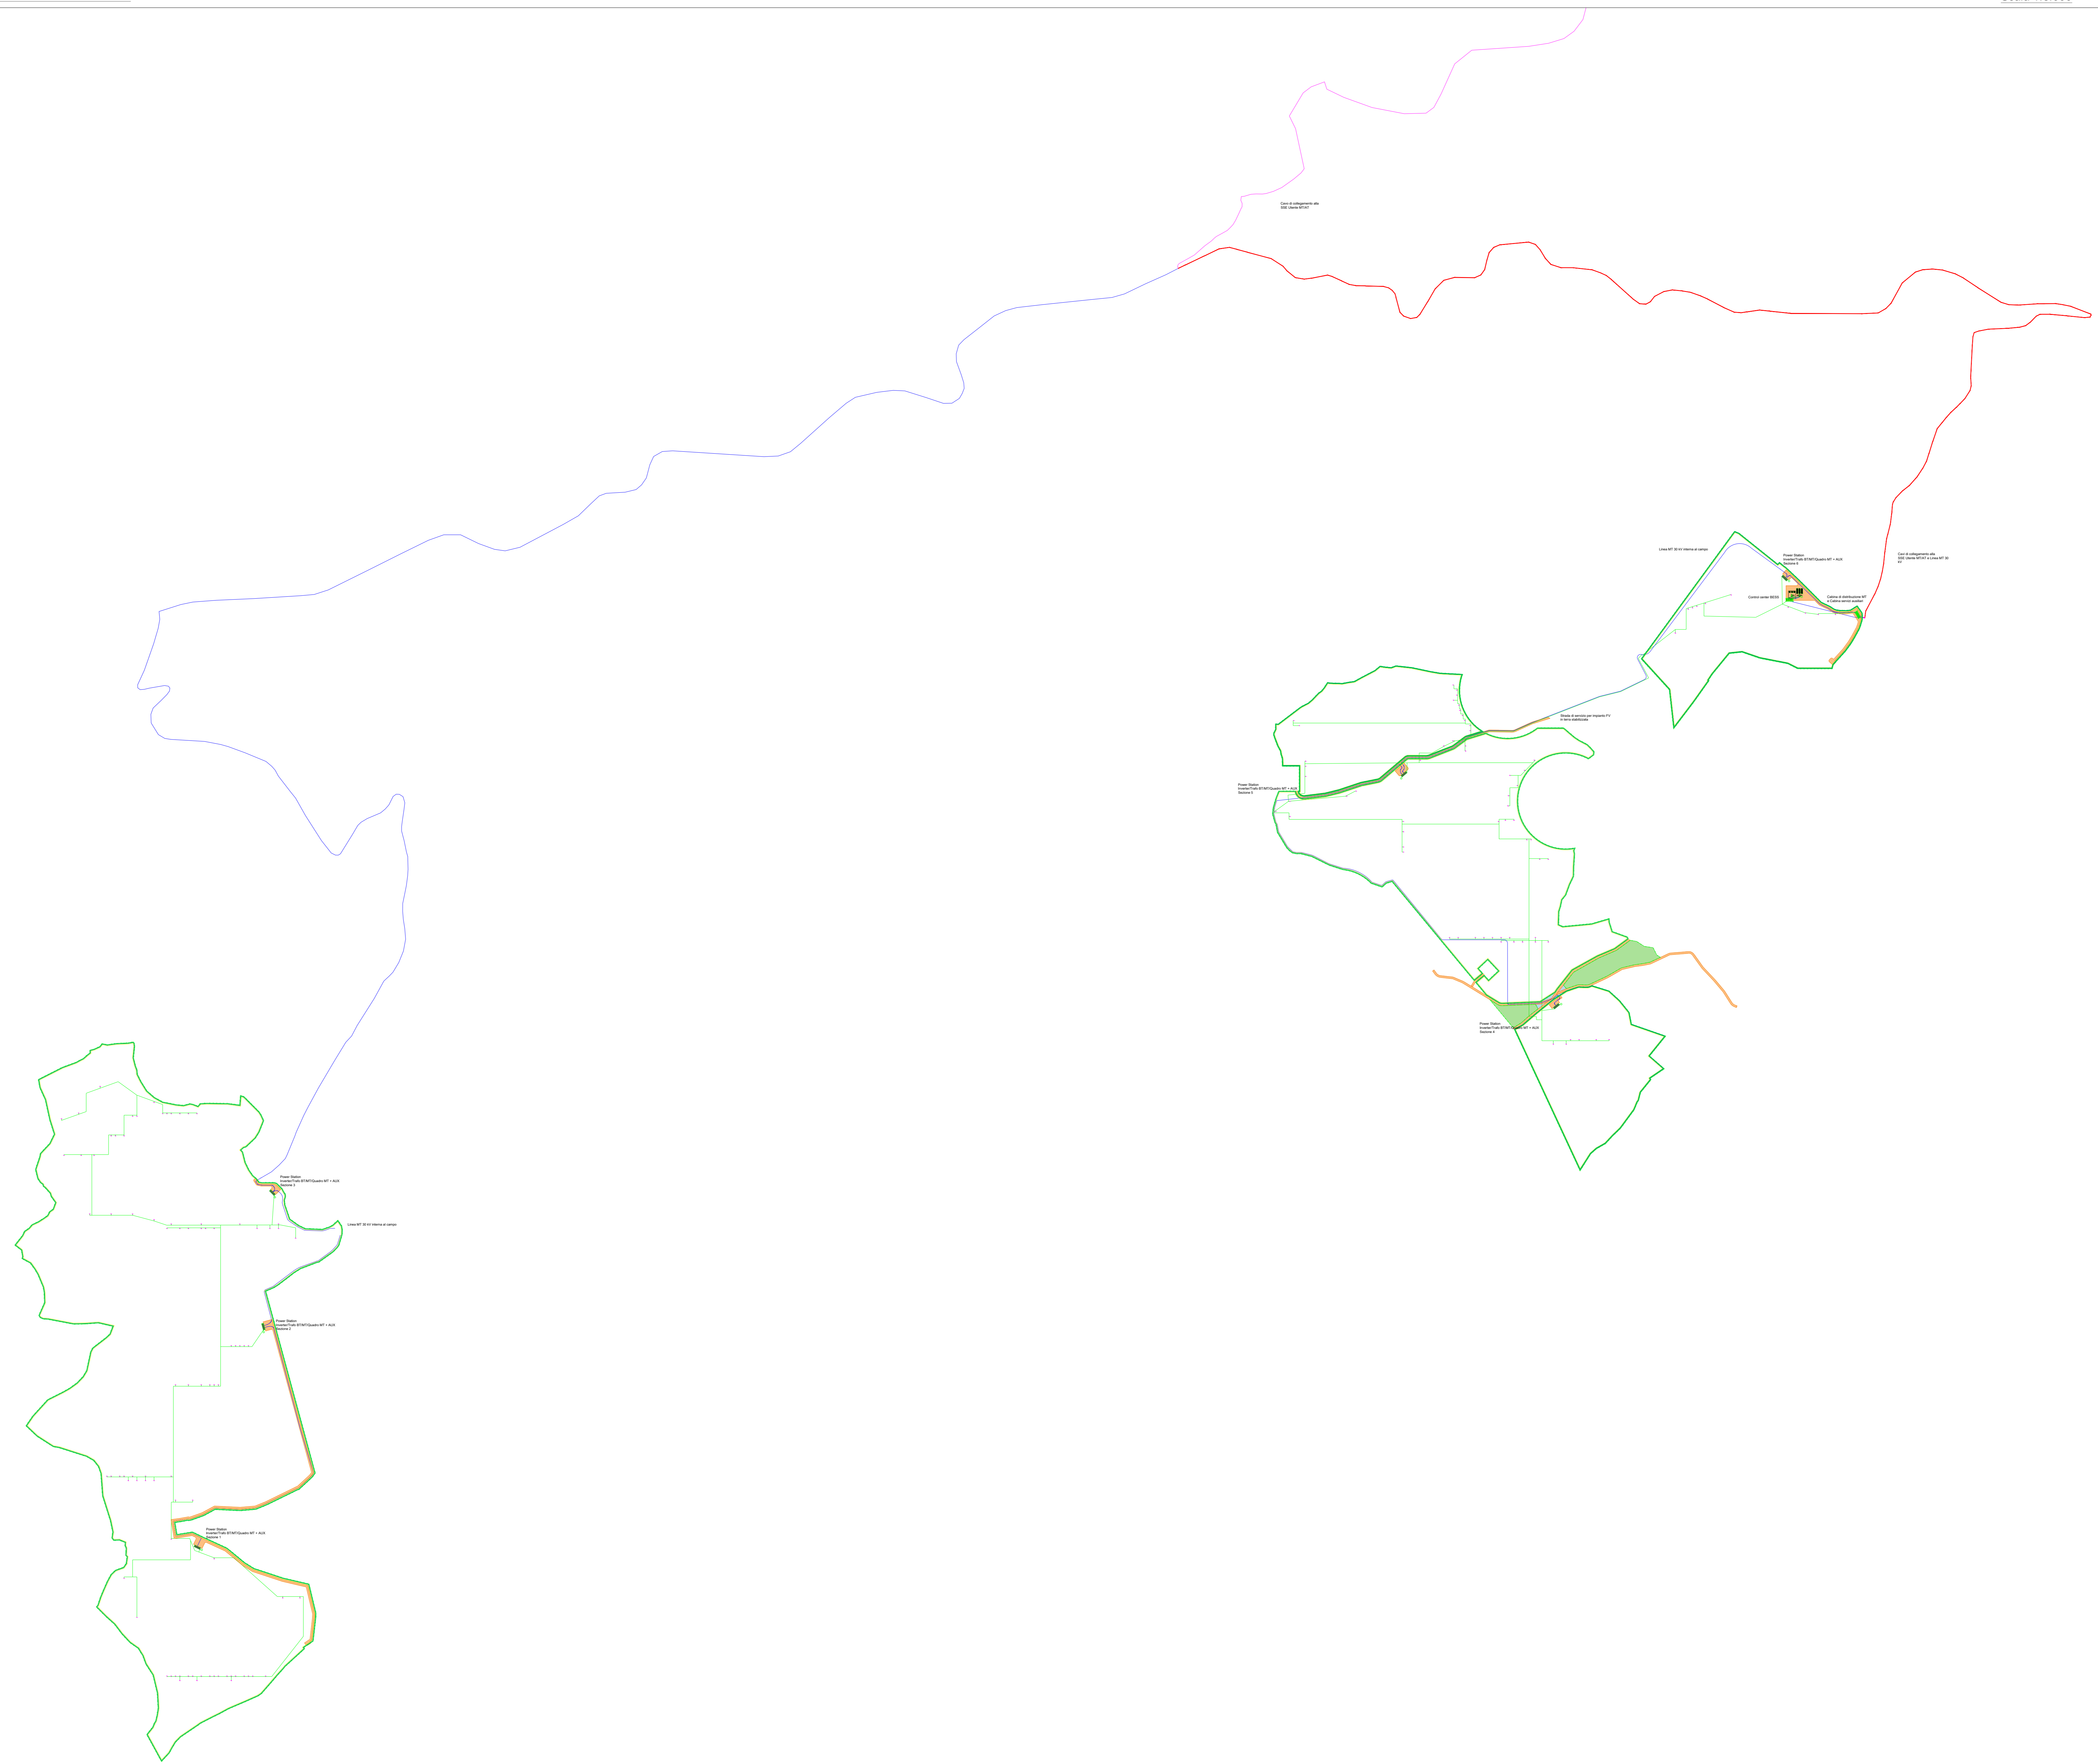 Cavo di collegamento alla
SSE Utente MT/AT
Linea MT 30 kV interna al campo
Power Station
Inverter/Trafo BT/MT/Quadro MT + AUX
Sezione 6
Cavi di collegamento alla
SSE Utente MT/AT e Linea MT 30
kV
Control center BESS
Cabina di distribuzione MT
e Cabina servizi ausiliari
Strade di servizio per impianto FV
in terra stabilizzata
Power Station
Inverter/Trafo BT/MT/Quadro MT + AUX
Sezione 5
Power Station
Inverter/Trafo BT/MT/Quadro MT + AUX
Sezione 4
Power Station
Inverter/Trafo BT/MT/Quadro MT + AUX
Sezione 3
Linea MT 30 kV interna al campo
Power Station
Inverter/Trafo BT/MT/Quadro MT + AUX
Sezione 2
Power Station
Inverter/Trafo BT/MT/Quadro MT + AUX
Sezione 1